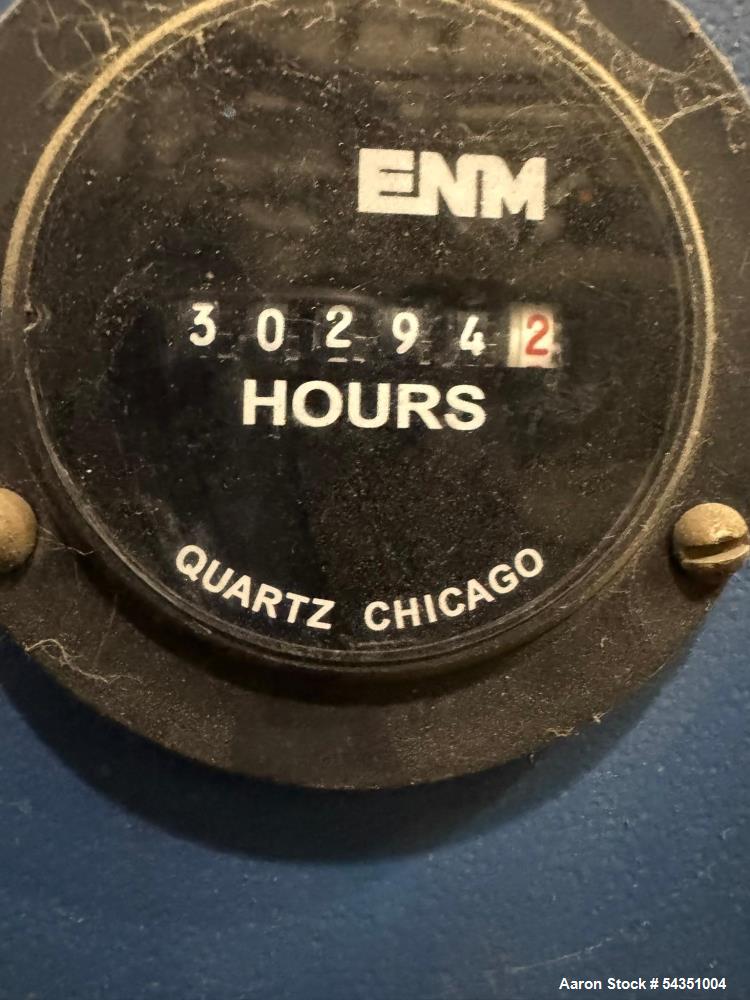 ENM
302942
HOURS
QUARTZ CHICAGO
Aaron Stock # 54351004